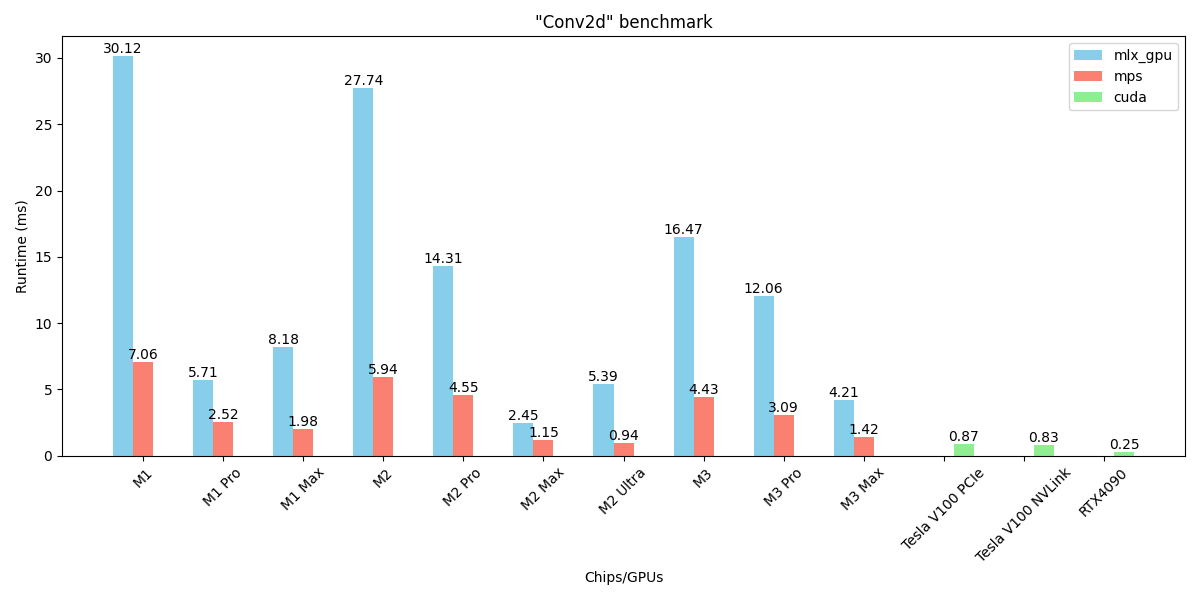 "Conv2d" benchmark
mlx_gpu
mps
cuda
Runtime (ms)
30
25
20
15
10
5
0
30.12
7.06
5.71
2.52
8.18
1.98
27.74
5.94
14.31
4.55
2.45
1.15
5.39
0.94
16.47
4.43
12.06
3.09
4.21
1.42
0.87
0.83
0.25
M1
M1 Pro
M1 Max
M2
M2 Pro
M2 Max
M2 Ultra
M3
M3 Pro
M3 Max
Tesla V100 PCIe
Tesla V100 NVLink
RTX4090
Chips/GPUs